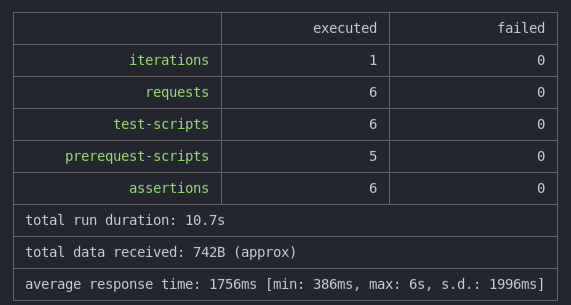 executed failed
iterations 1 0
requests 6 0
test-scripts 6 0
prerequest-scripts 5 0
assertions 6 0
total run duration: 10.7s
total data received: 742B (approx)
average response time: 1756ms [min: 386ms, max: 6s, s.d.: 1996ms]